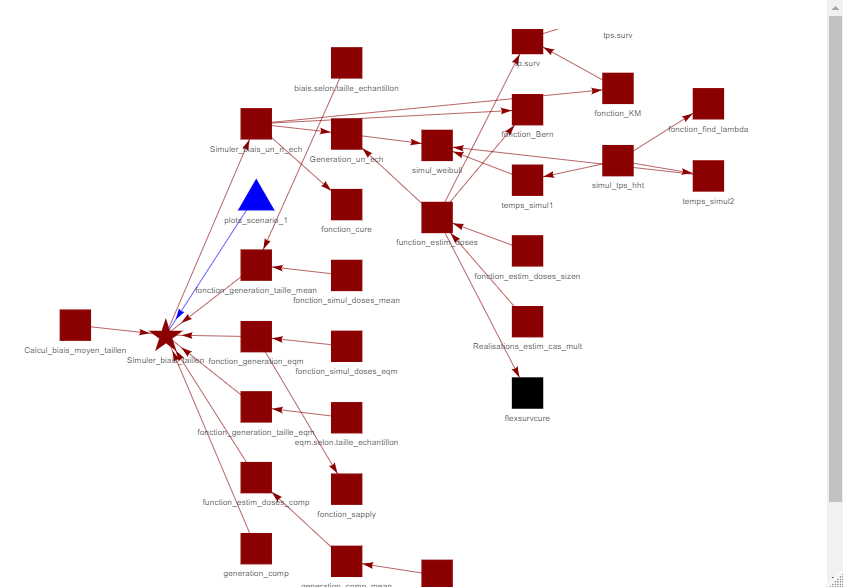 tps.surv
tp.surv
biais.selon.taille_echantillon
fonction_KM
fonction_find_lambda
fonction_Bern
Simuler_biais_un_n_ech
Generation_un_ech
simul_weibull
simul_tps_hht
temps_simul1
temps_simul2
plots_scenario_1
fonction_cure
function_estim_doses
fonction_estim_doses_sizen
fonction_generation_taille_mean
fonction_simul_doses_mean
Calcul_biais_moyen_taillen
Simuler_biais_taillen
fonction_generation_eqm
Realisations_estim_cas_mult
fonction_simul_doses_eqm
flexsurvcure
fonction_generation_taille_eqm
eqm.selon.taille_echantillon
function_estim_doses_comp
fonction_sapply
generation_comp
generation_comp_mean